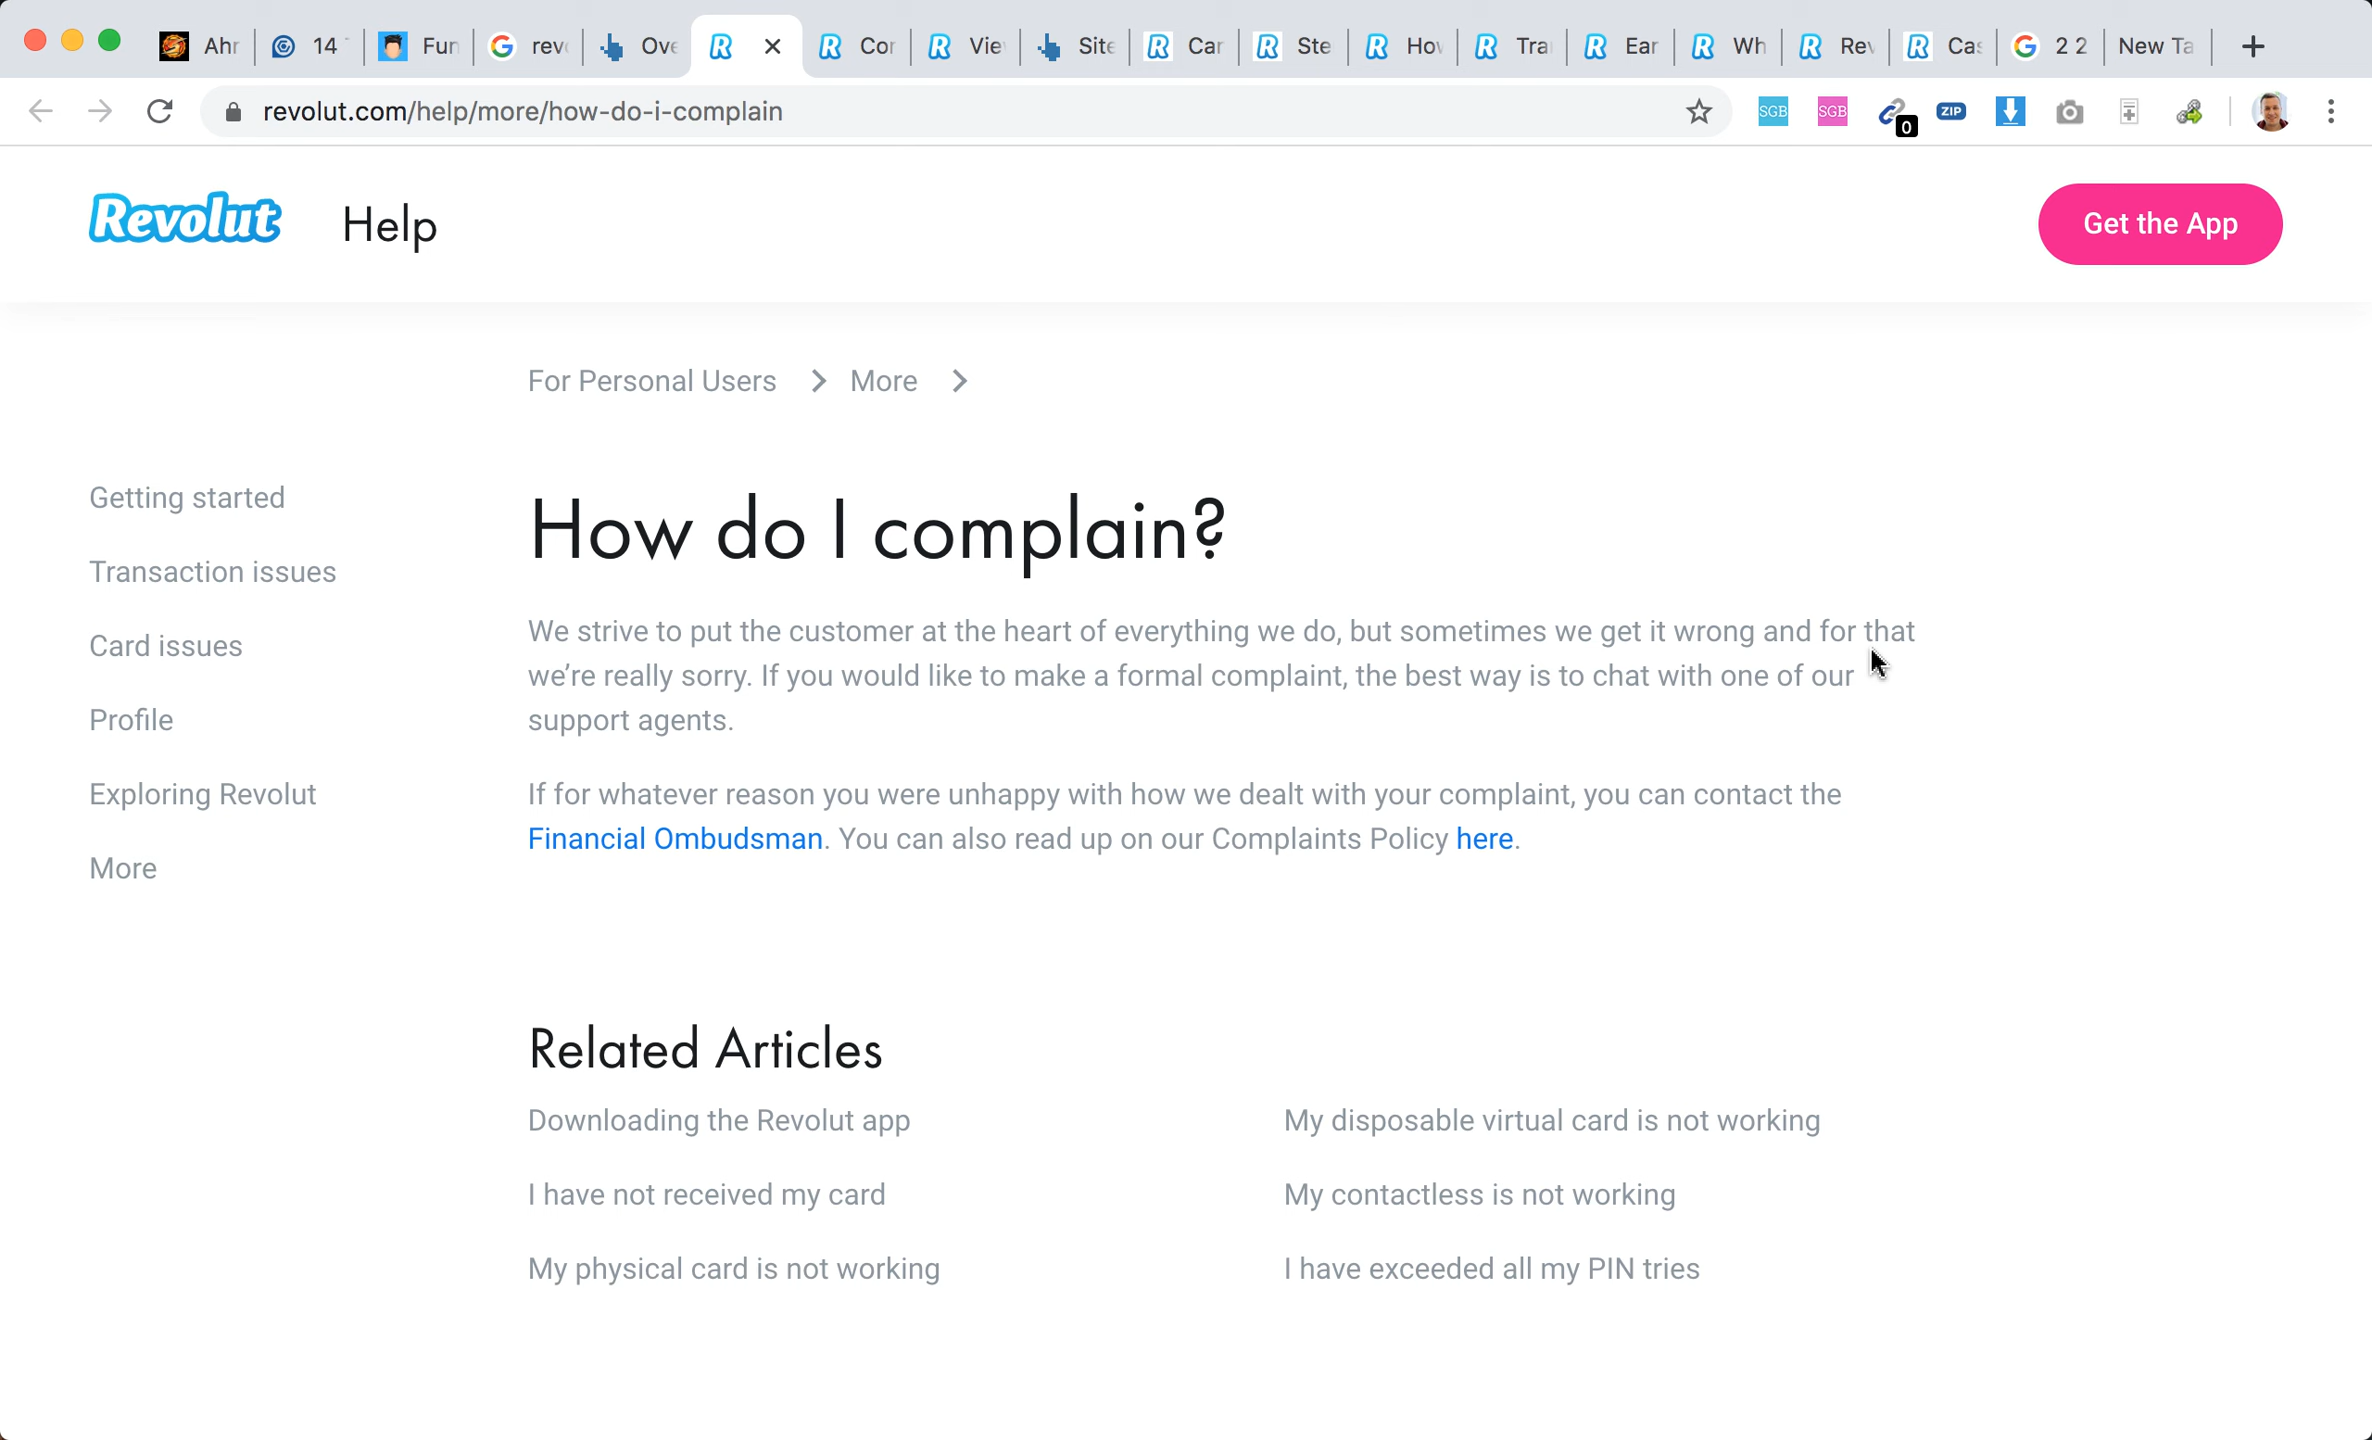 Ahr
14
Fun
rev
Ove
Cor
Vie
Site
Car
Ste
How
Tra
Ear
Wh
Rev
Cas
2 2
New Ta
revolut.com/help/more/how-do-i-complain
SGB
SGB
0
ZIP
Revolut
Help
Get the App
For Personal Users
More
Getting started
Transaction issues
Card issues
Profile
Exploring Revolut
More
How do I complain?
We strive to put the customer at the heart of everything we do, but sometimes we get it wrong and for that
we’re really sorry. If you would like to make a formal complaint, the best way is to chat with one of our
support agents.
If for whatever reason you were unhappy with how we dealt with your complaint, you can contact the
Financial Ombudsman. You can also read up on our Complaints Policy here.
Related Articles
Downloading the Revolut app
My disposable virtual card is not working
I have not received my card
My contactless is not working
My physical card is not working
I have exceeded all my PIN tries